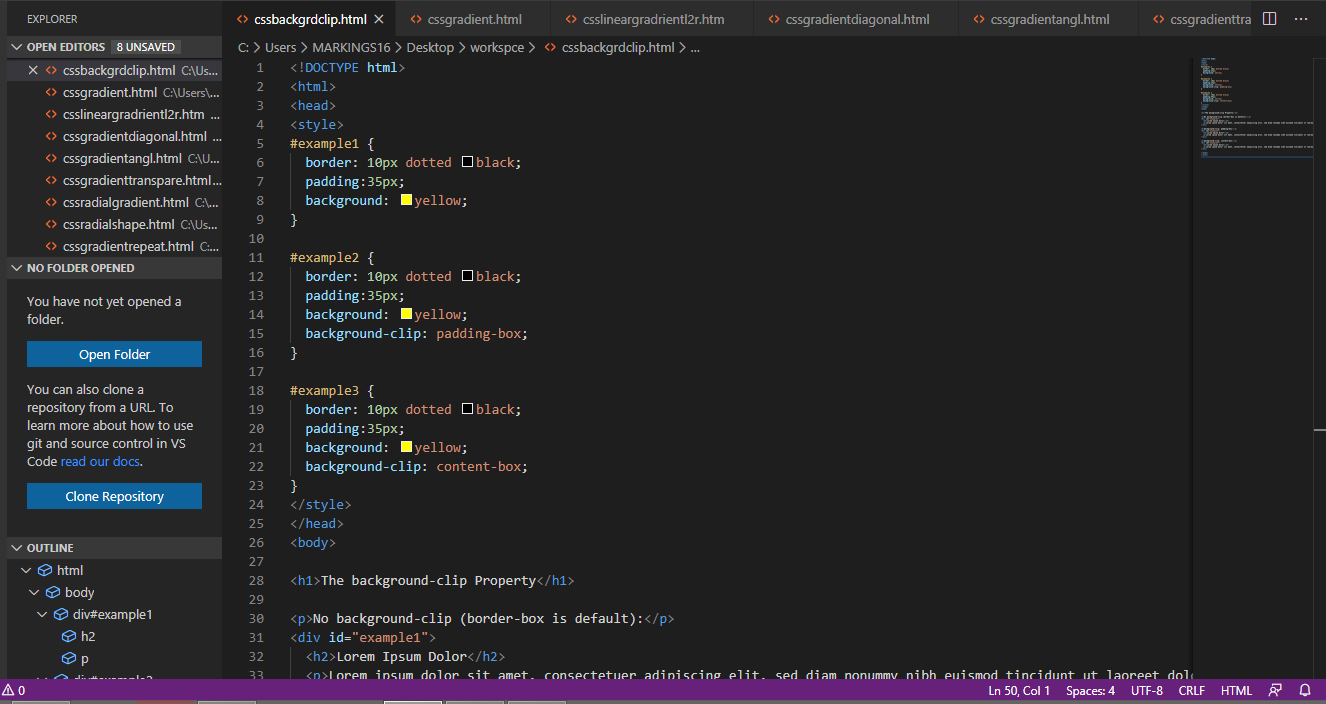 EXPLORER
OPEN EDITORS 8 UNSAVED
cssbackgrdclip.html C:\Us...
cssgradient.html C:\Users\...
csslineargradrientl2r.htm ...
cssgradientdiagonal.html ...
cssgradientangl.html C:\U...
cssgradienttranspare.html...
cssradialgradient.html C:\...
cssradialshape.html C:\Us...
cssgradientrepeat.html C:...
NO FOLDER OPENED
You have not yet opened a
folder.
Open Folder
You can also clone a
repository from a URL. To
learn more about how to use
git and source control in VS
Code read our docs.
Clone Repository
OUTLINE
html
body
div#example1
h2
p
div#example2
cssbackgrdclip.html cssgradient.html csslineargradrientl2r.htm cssgradientdiagonal.html cssgradientangl.html cssgradienttra
C: > Users > MARKINGS16 > Desktop > workspce > cssbackgrdclip.html > ...
1 <!DOCTYPE html>
2 <html>
3 <head>
4 <style>
5 #example1 {
6 border: 10px dotted black;
7 padding:35px;
8 background: yellow;
9 }
10
11 #example2 {
12 border: 10px dotted black;
13 padding:35px;
14 background: yellow;
15 background-clip: padding-box;
16 }
17
18 #example3 {
19 border: 10px dotted black;
20 padding:35px;
21 background: yellow;
22 background-clip: content-box;
23 }
24 </style>
25 </head>
26 <body>
27
28 <h1>The background-clip Property</h1>
29
30 <p>No background-clip (border-box is default):</p>
31 <div id="example1">
32 <h2>Lorem Ipsum Dolor</h2>
33 <p>Lorem ipsum dolor sit amet, consectetuer adipiscing elit, sed diam nonummy nibh euismod tincidunt ut laoreet dol
0
Ln 50, Col 1 Spaces: 4 UTF-8 CRLF HTML